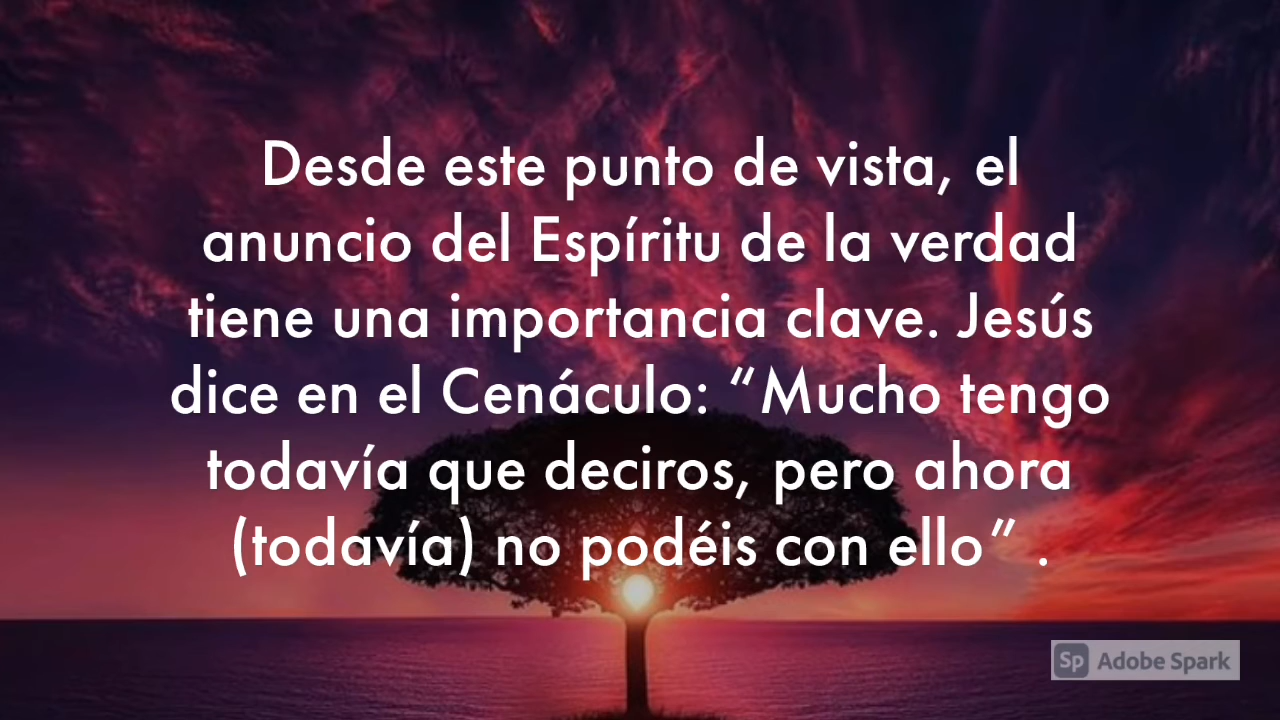 Desde este punto de vista, el
anuncio del Espíritu de la verdad
tiene una importancia clave. Jesús
dice en el Cenáculo: “Mucho tengo
todavía que deciros, pero ahora
(todavía) no podéis con ello” .
Sp Adobe Spark